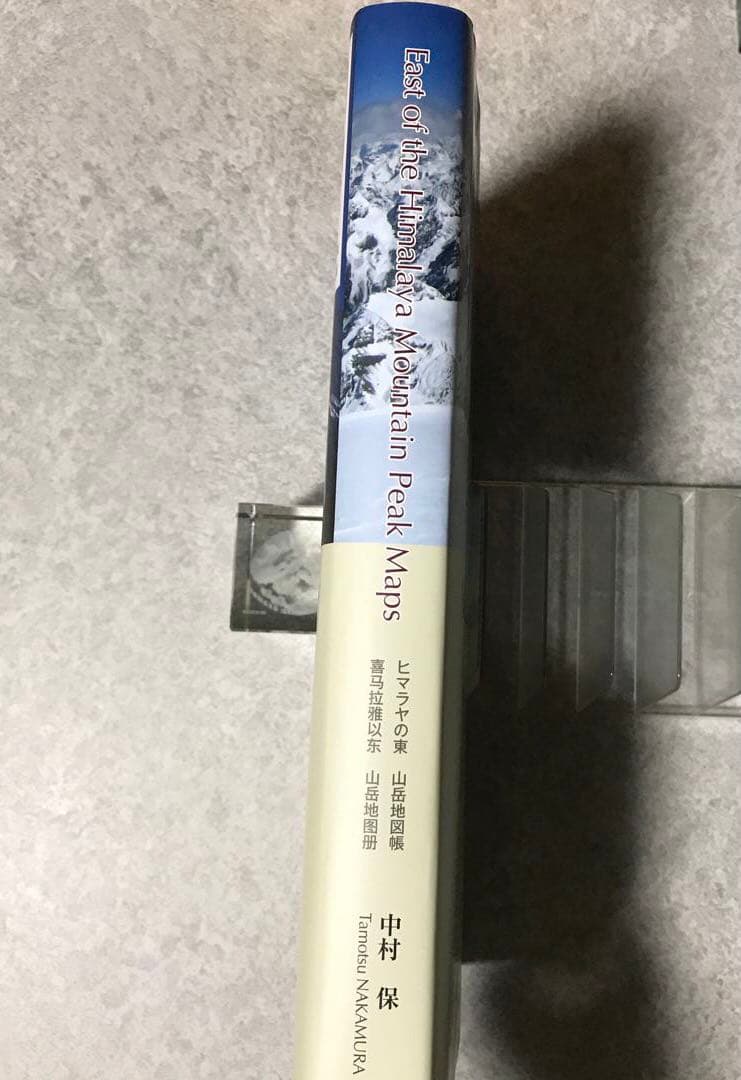 East of the Himalaya Mountain Peak Maps
ヒマラヤの東 山岳地図帳
喜马拉雅以东 山岳地图册
中村 保
Tamotsu NAKAMURA